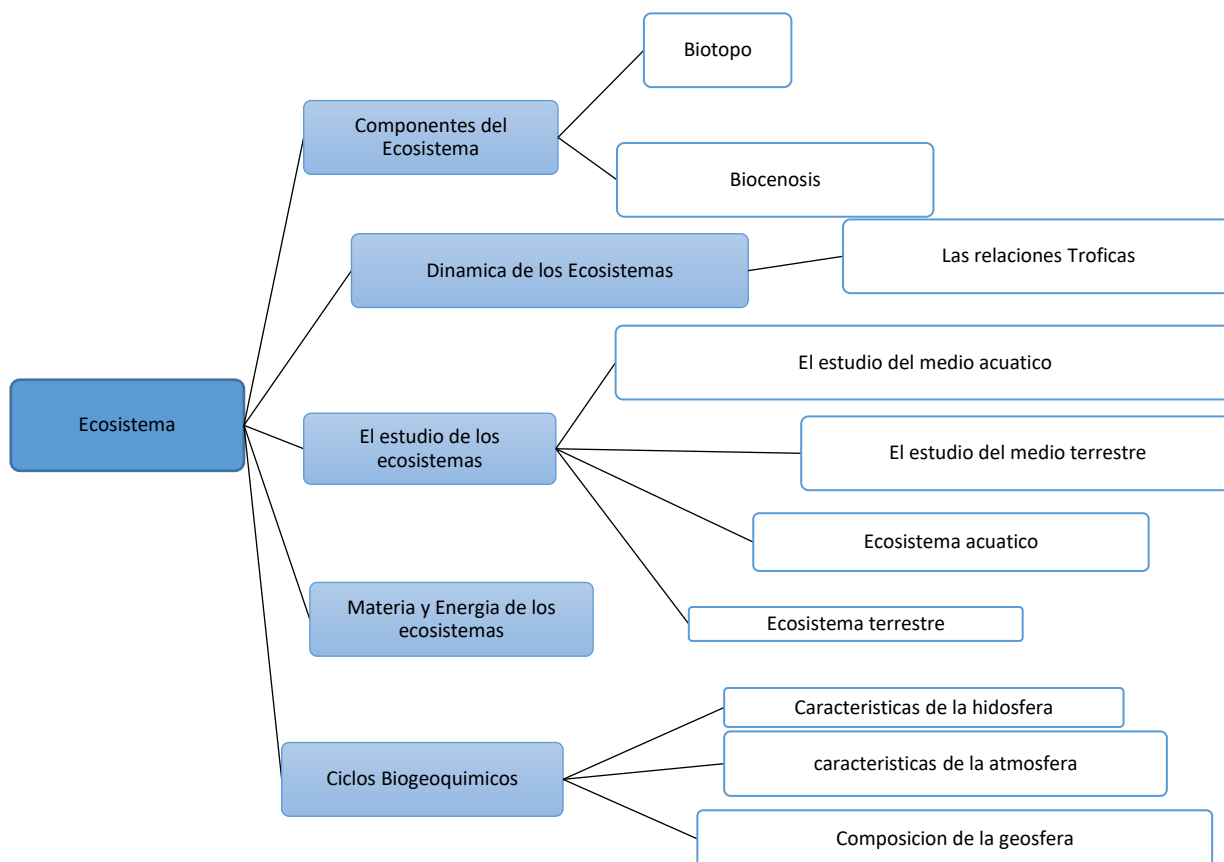 Ecosistema
Componentes del
Ecosistema
Biotopo
Biocenosis
Dinamica de los Ecosistemas
Las relaciones Troficas
El estudio de los
ecosistemas
El estudio del medio acuatico
El estudio del medio terrestre
Ecosistema acuatico
Ecosistema terrestre
Materia y Energia de los
ecosistemas
Ciclos Biogeoquimicos
Caracteristicas de la hidosfera
caracteristicas de la atmosfera
Composicion de la geosfera